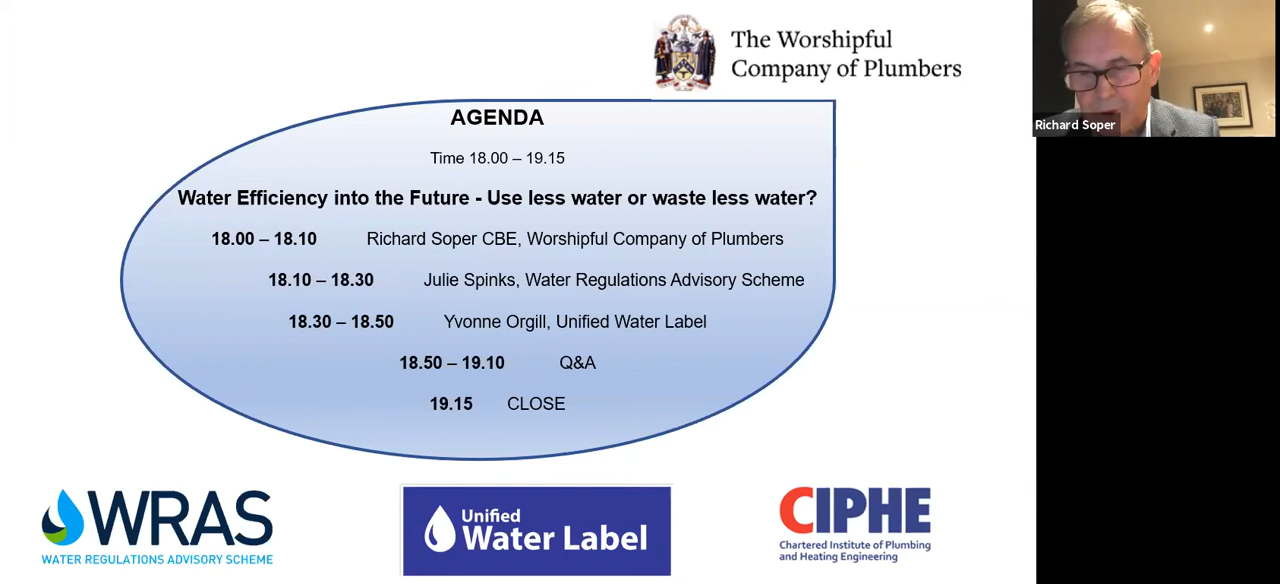 The Worshipful
Company of Plumbers
Richard Soper
AGENDA
Time 18.00 – 19.15
Water Efficiency into the Future - Use less water or waste less water?
18.00 – 18.10 Richard Soper CBE, Worshipful Company of Plumbers
18.10 – 18.30 Julie Spinks, Water Regulations Advisory Scheme
18.30 – 18.50 Yvonne Orgill, Unified Water Label
18.50 – 19.10 Q&A
19.15 CLOSE
WRAS
WATER REGULATIONS ADVISORY SCHEME
Unified
Water Label
CIPHE
Chartered Institute of Plumbing
and Heating Engineering